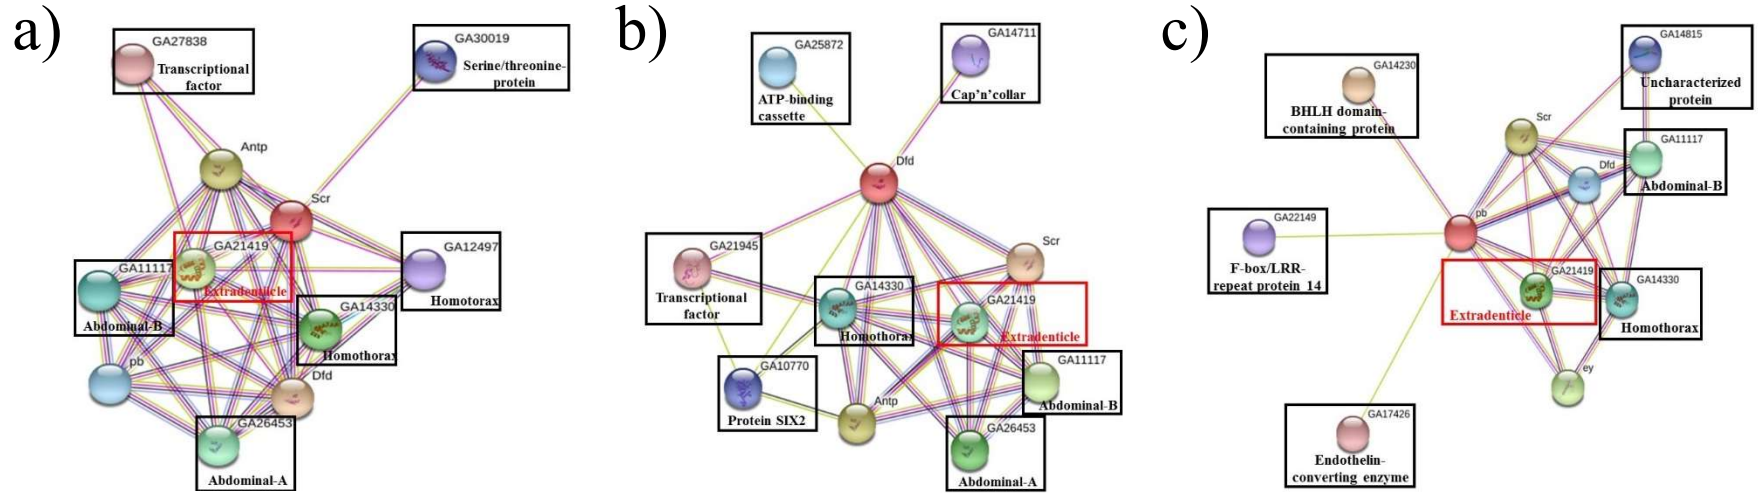 a)
GA27838
Transcriptional
factor
GA30019
Serine/threonine-
protein
Antp
Scr
GA21419
Extradenticle
GA12497
Homotorax
GA11117
Abdominal-B
GA14330
Homothorax
pb
Dfd
GA26453
Abdominal-A
b)
GA25872
ATP-binding
cassette
GA14711
Cap'n'collar
Dfd
GA21945
Transcriptional
factor
Scr
GA14330
Homothorax
GA21419
Extradenticle
GA10770
Protein SIX2
GA11117
Abdominal-B
Antp
GA26453
Abdominal-A
c)
GA14230
BHLH domain-
containing protein
GA14815
Uncharacterized
protein
Scr
GA11117
Abdominal-B
Dfd
pb
GA22149
F-box/LRR-
repeat protein 14
GA21419
Extradenticle
GA14330
Homothorax
ey
GA17426
Endothelin-
converting enzyme